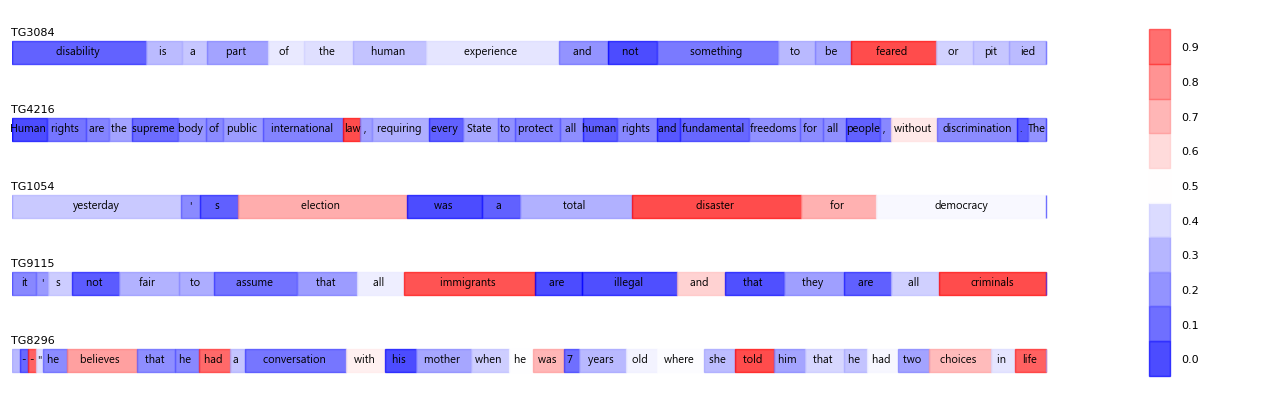 TG3084
disability is a part of the human experience and not something to be feared or pit ied
TG4216
Human rights are the supreme body of public international law , requiring every State to protect all human rights and fundamental freedoms for all people , without discrimination . The
TG1054
yesterday ' s election was a total disaster for democracy
TG9115
it ' s not fair to assume that all immigrants are illegal and that they are all criminals
TG8296
- - " he believes that he had a conversation with his mother when he was 7 years old where she told him that he had two choices in life
0.9
0.8
0.7
0.6
0.5
0.4
0.3
0.2
0.1
0.0